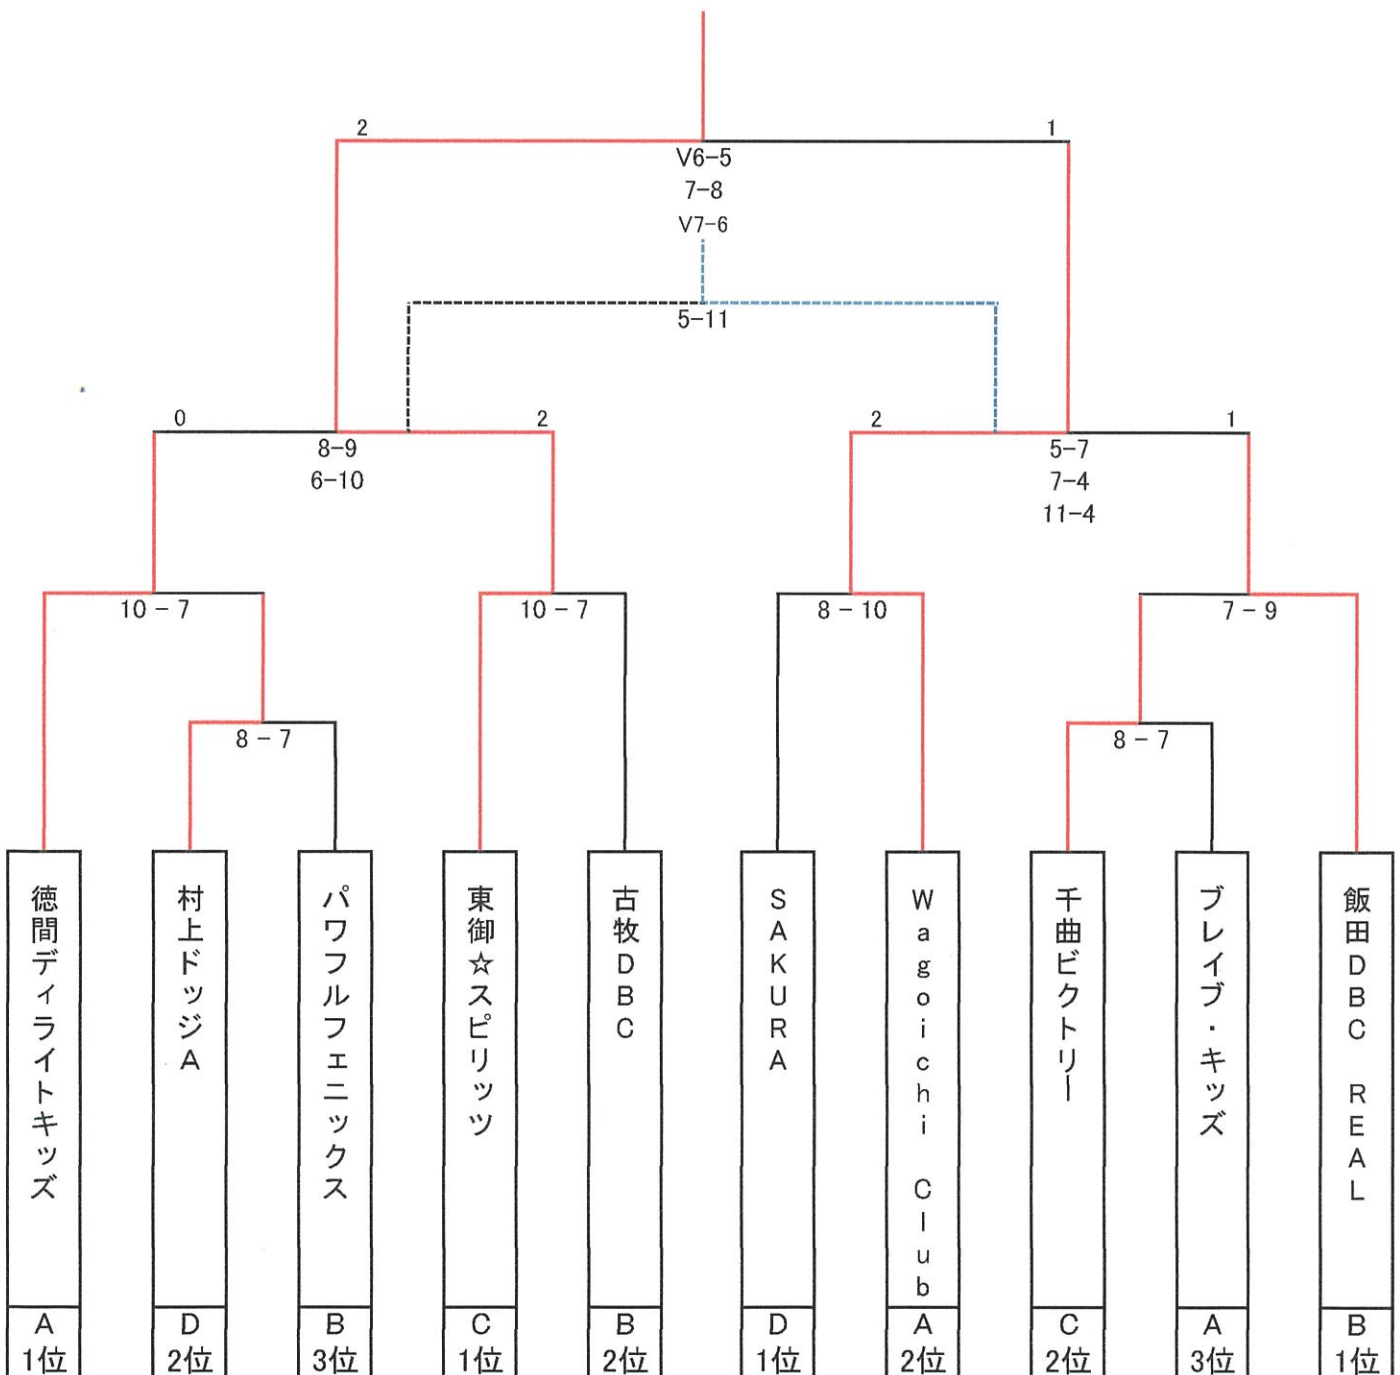 2 1
V6-5
7-8
V7-6
5-11
0 2 2 1
8-9 5-7
6-10 7-4
11-4
10-7 10-7 8-10 7-9
8-7 8-7
徳間ディライトキッズ
A
1位
村上ドッジA
D
2位
パワフルフェニックス
B
3位
東御☆スピリッツ
C
1位
古牧DBC
B
2位
SAKURA
D
1位
Wagoichi Club
A
2位
千曲ビクトリー
C
2位
ブレイブ・キッズ
A
3位
飯田DBC REAL
B
1位